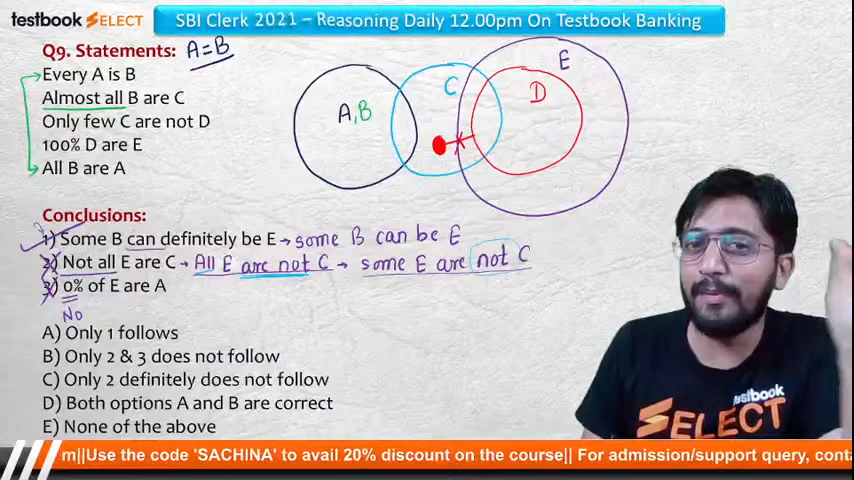 testbook SELECT
SBI Clerk 2021 – Reasoning Daily 12.00pm On Testbook Banking
Q9. Statements: A=B
Every A is B
Almost all B are C
Only few C are not D
100% D are E
All B are A
A,B
C
D
E
Conclusions:
1) Some B can definitely be E → some B can be E
2) Not all E are C → All E are not C → some E are not C
3) 0% of E are A
No
A) Only 1 follows
B) Only 2 & 3 does not follow
C) Only 2 definitely does not follow
D) Both options A and B are correct
E) None of the above
testbook
SELECT
m||Use the code 'SACHINA' to avail 20% discount on the course|| For admission/support query, conta